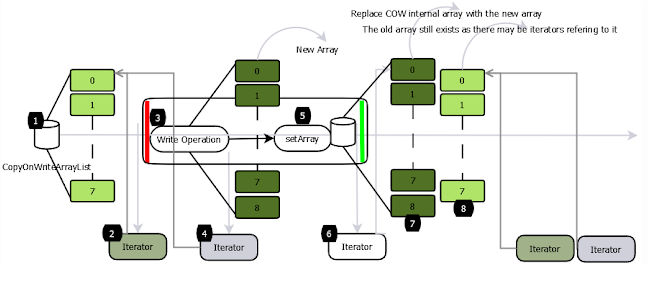 Replace COW internal array with the new array
The old array still exists as there may be iterators refering to it
New Array
0
1
7
1
CopyOnWriteArrayList
2
Iterator
3
Write Operation
0
1
7
8
4
Iterator
5
setArray
6
Iterator
0
1
7
8
7
0
1
7
8
Iterator
Iterator